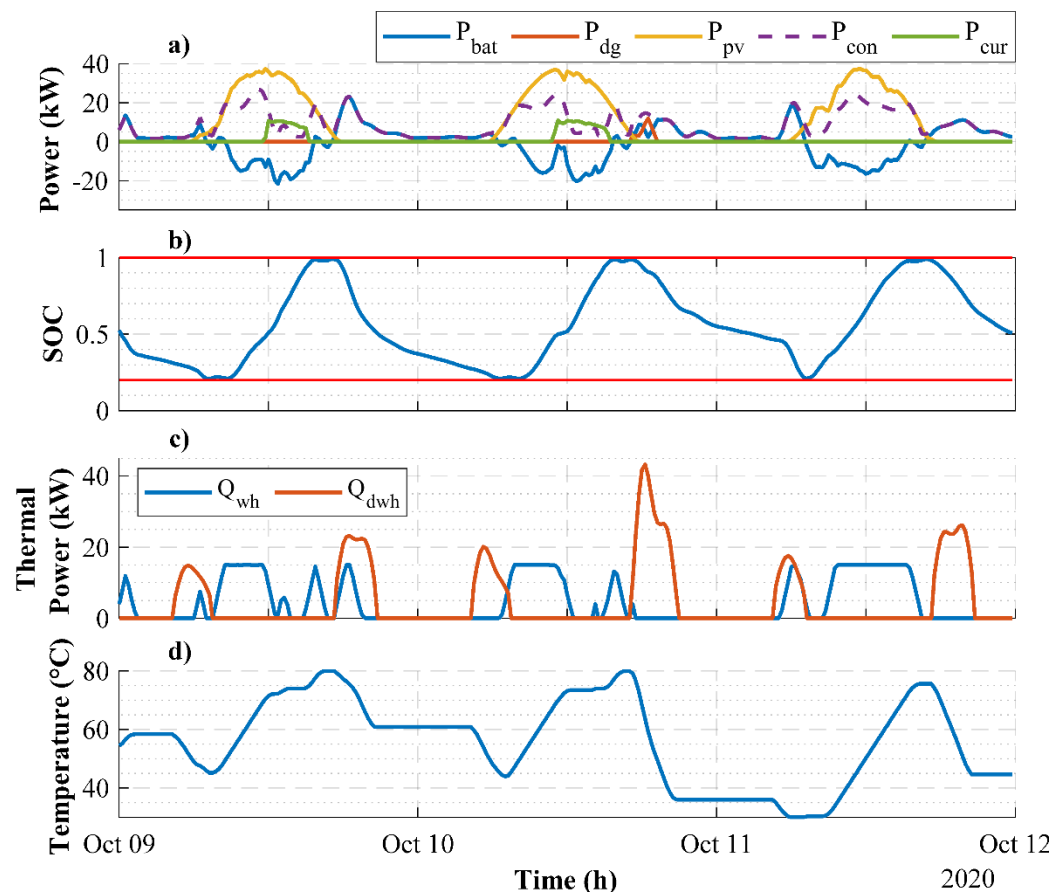 a)
P_bat P_dg P_pv P_con P_cur
Power (kW)
40
20
0
-20
b)
SOC
1
0.5
0
c)
Q_wh Q_dwh
Thermal
Power (kW)
40
20
0
d)
Temperature (°C)
80
60
40
Oct 09 Oct 10 Oct 11 Oct 12
Time (h)
2020